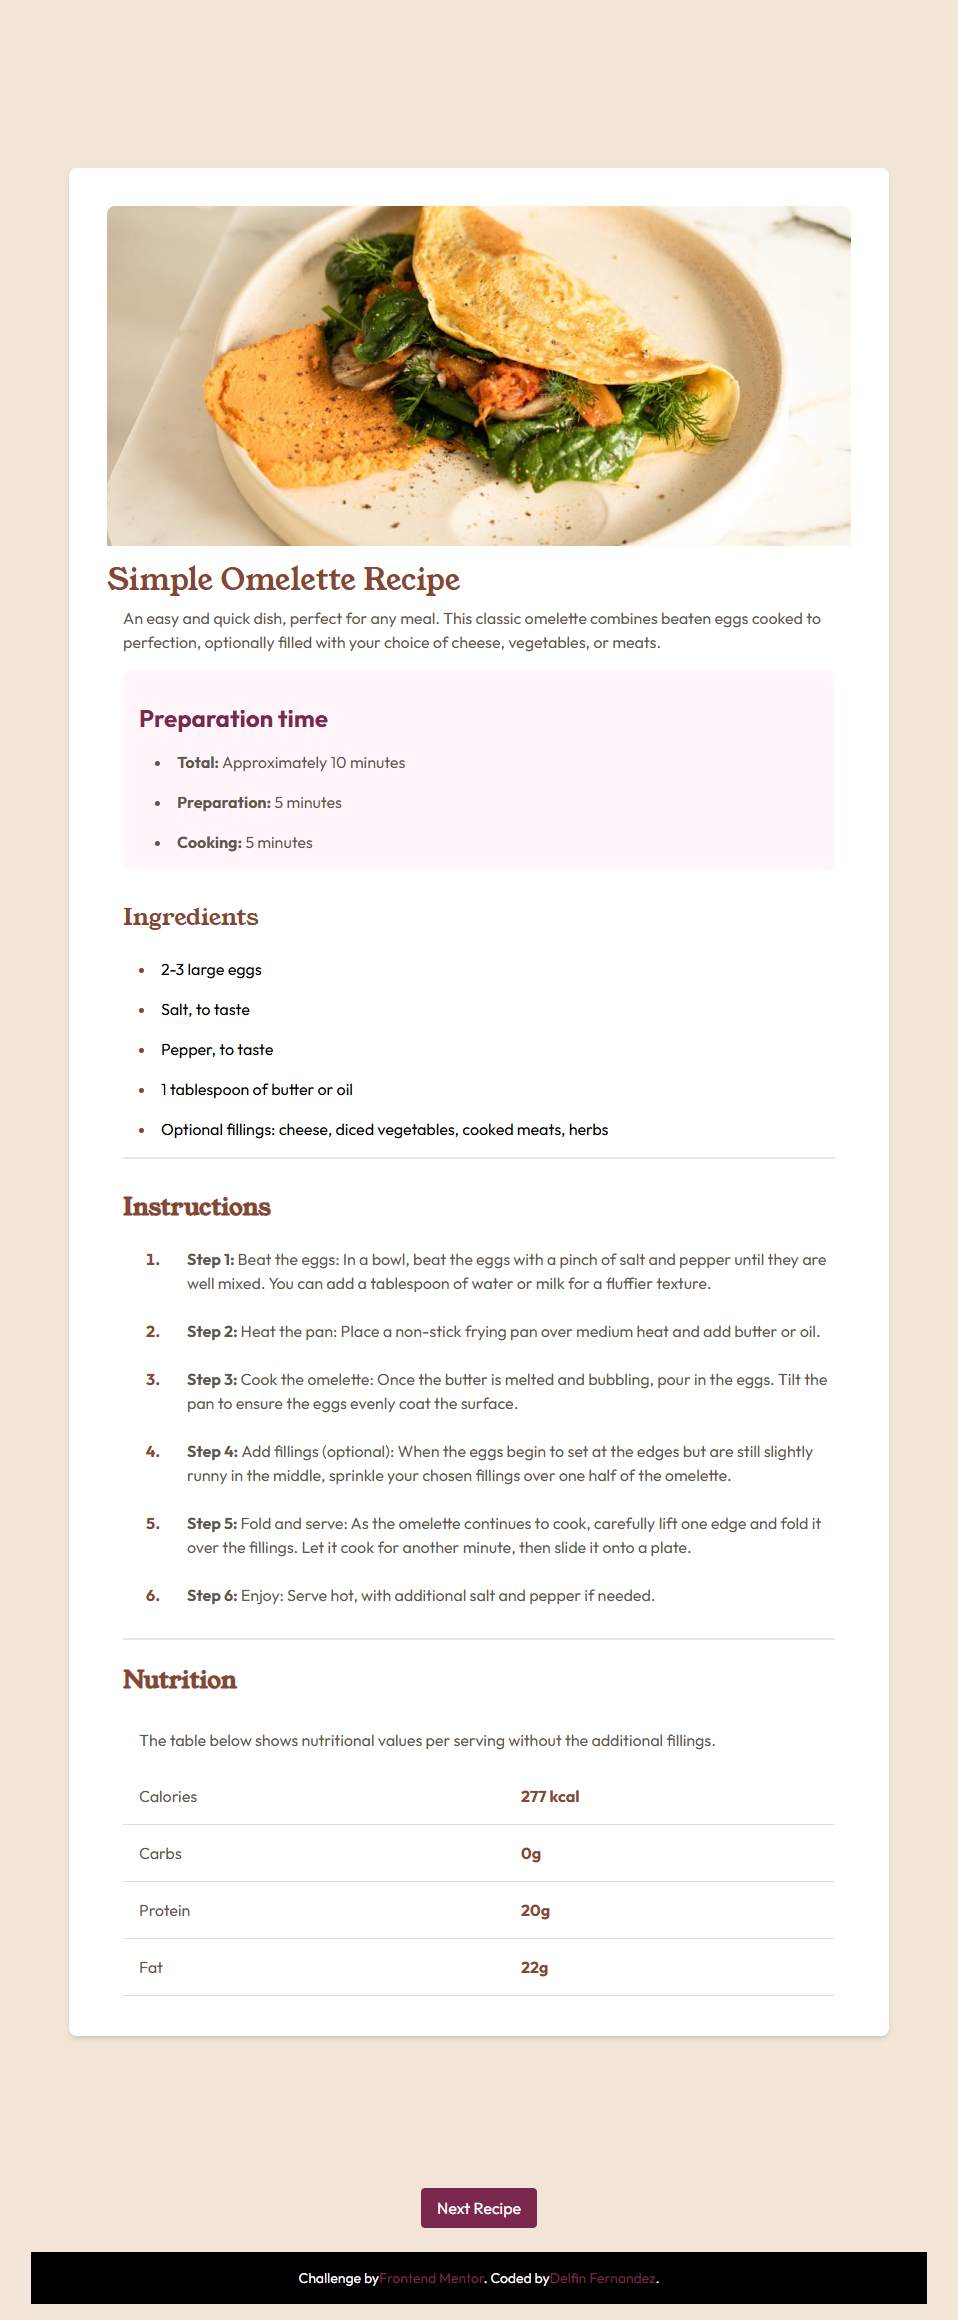 Simple Omelette Recipe
An easy and quick dish, perfect for any meal. This classic omelette combines beaten eggs cooked to
perfection, optionally filled with your choice of cheese, vegetables, or meats.
Preparation time
• Total: Approximately 10 minutes
• Preparation: 5 minutes
• Cooking: 5 minutes
Ingredients
• 2-3 large eggs
• Salt, to taste
• Pepper, to taste
• 1 tablespoon of butter or oil
• Optional fillings: cheese, diced vegetables, cooked meats, herbs
Instructions
1. Step 1: Beat the eggs: In a bowl, beat the eggs with a pinch of salt and pepper until they are
well mixed. You can add a tablespoon of water or milk for a fluffier texture.
2. Step 2: Heat the pan: Place a non-stick frying pan over medium heat and add butter or oil.
3. Step 3: Cook the omelette: Once the butter is melted and bubbling, pour in the eggs. Tilt the
pan to ensure the eggs evenly coat the surface.
4. Step 4: Add fillings (optional): When the eggs begin to set at the edges but are still slightly
runny in the middle, sprinkle your chosen fillings over one half of the omelette.
5. Step 5: Fold and serve: As the omelette continues to cook, carefully lift one edge and fold it
over the fillings. Let it cook for another minute, then slide it onto a plate.
6. Step 6: Enjoy: Serve hot, with additional salt and pepper if needed.
Nutrition
The table below shows nutritional values per serving without the additional fillings.
Calories 277 kcal
Carbs 0g
Protein 20g
Fat 22g
Next Recipe
Challenge byFrontend Mentor. Coded byDelfin Fernandez.